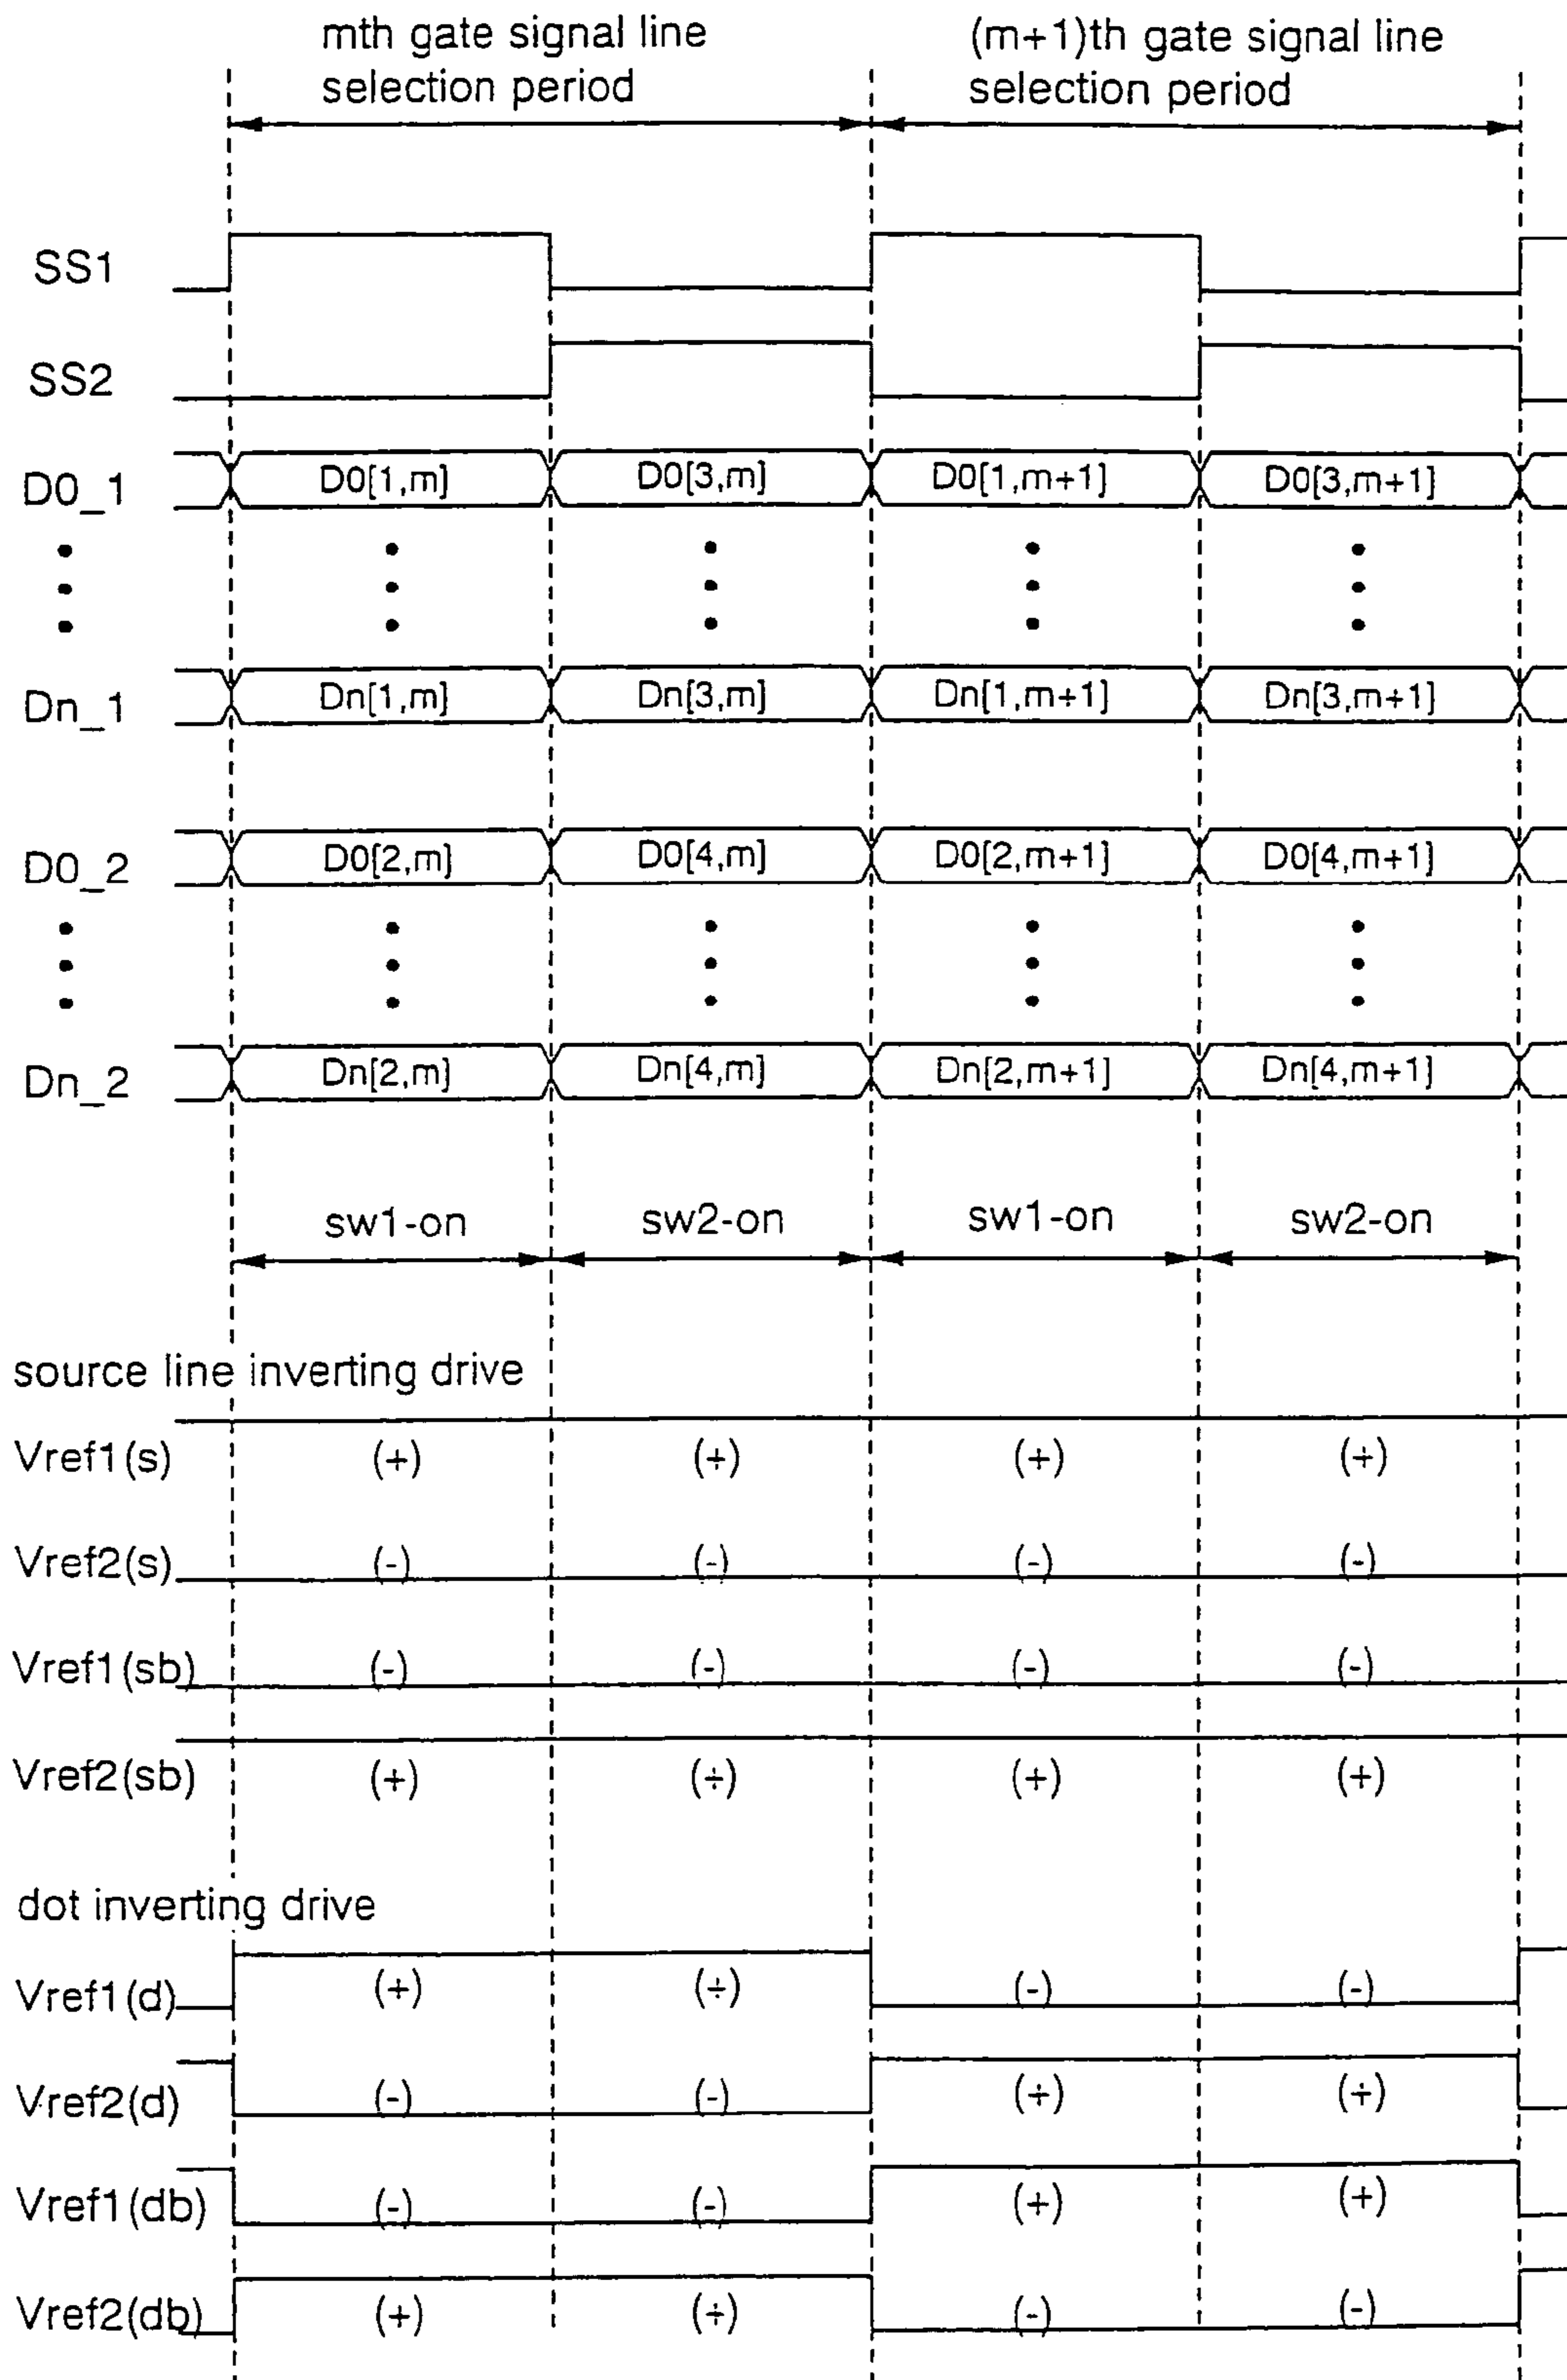 mth gate signal line
selection period
(m+1)th gate signal line
selection period
SS1
SS2
D0_1 D0[1,m] D0[3,m] D0[1,m+1] D0[3,m+1]
Dn_1 Dn[1,m] Dn[3,m] Dn[1,m+1] Dn[3,m+1]
D0_2 D0[2,m] D0[4,m] D0[2,m+1] D0[4,m+1]
Dn_2 Dn[2,m] Dn[4,m] Dn[2,m+1] Dn[4,m+1]
sw1-on sw2-on sw1-on sw2-on
source line inverting drive
Vref1(s) (+) (+) (+) (+)
Vref2(s) (-) (-) (-) (-)
Vref1(sb) (-) (-) (-) (-)
Vref2(sb) (+) (+) (+) (+)
dot inverting drive
Vref1(d) (+) (+) (-) (-)
Vref2(d) (-) (-) (+) (+)
Vref1(db) (-) (-) (+) (+)
Vref2(db) (+) (+) (-) (-)